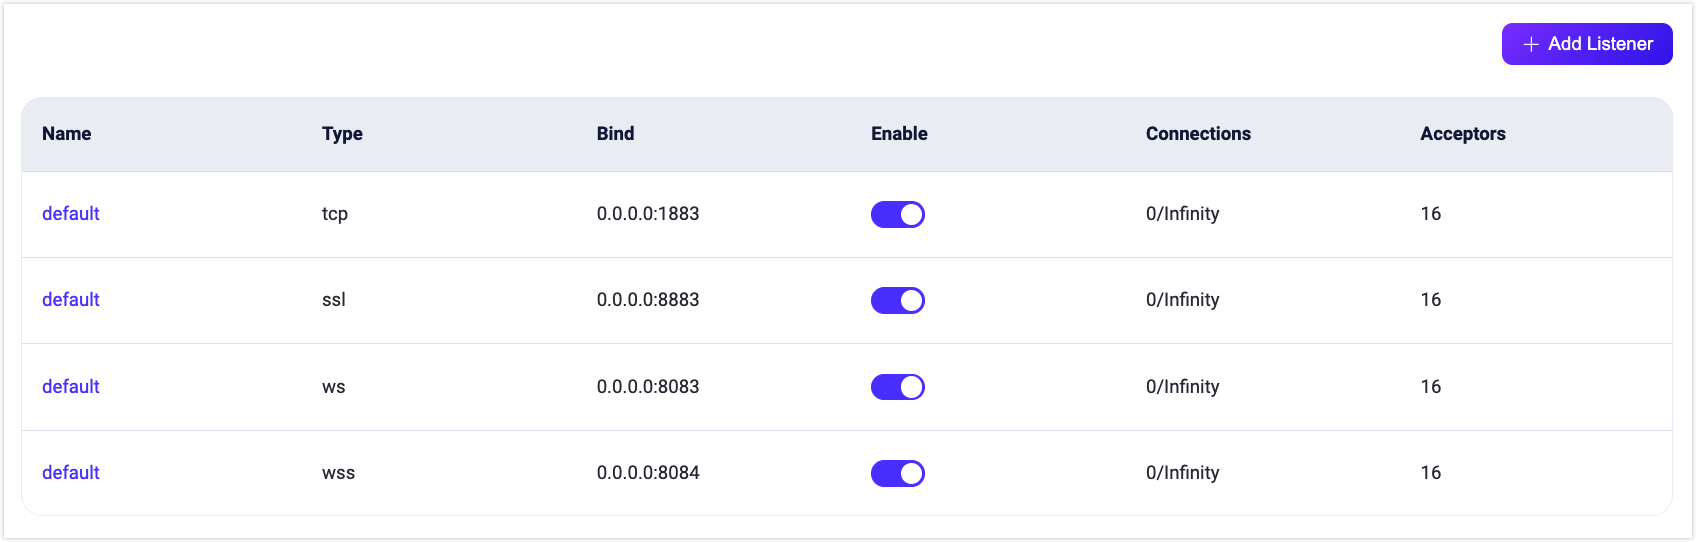 Add Listener
Name Type Bind Enable Connections Acceptors
default tcp 0.0.0.0:1883 0/Infinity 16
default ssl 0.0.0.0:8883 0/Infinity 16
default ws 0.0.0.0:8083 0/Infinity 16
default wss 0.0.0.0:8084 0/Infinity 16